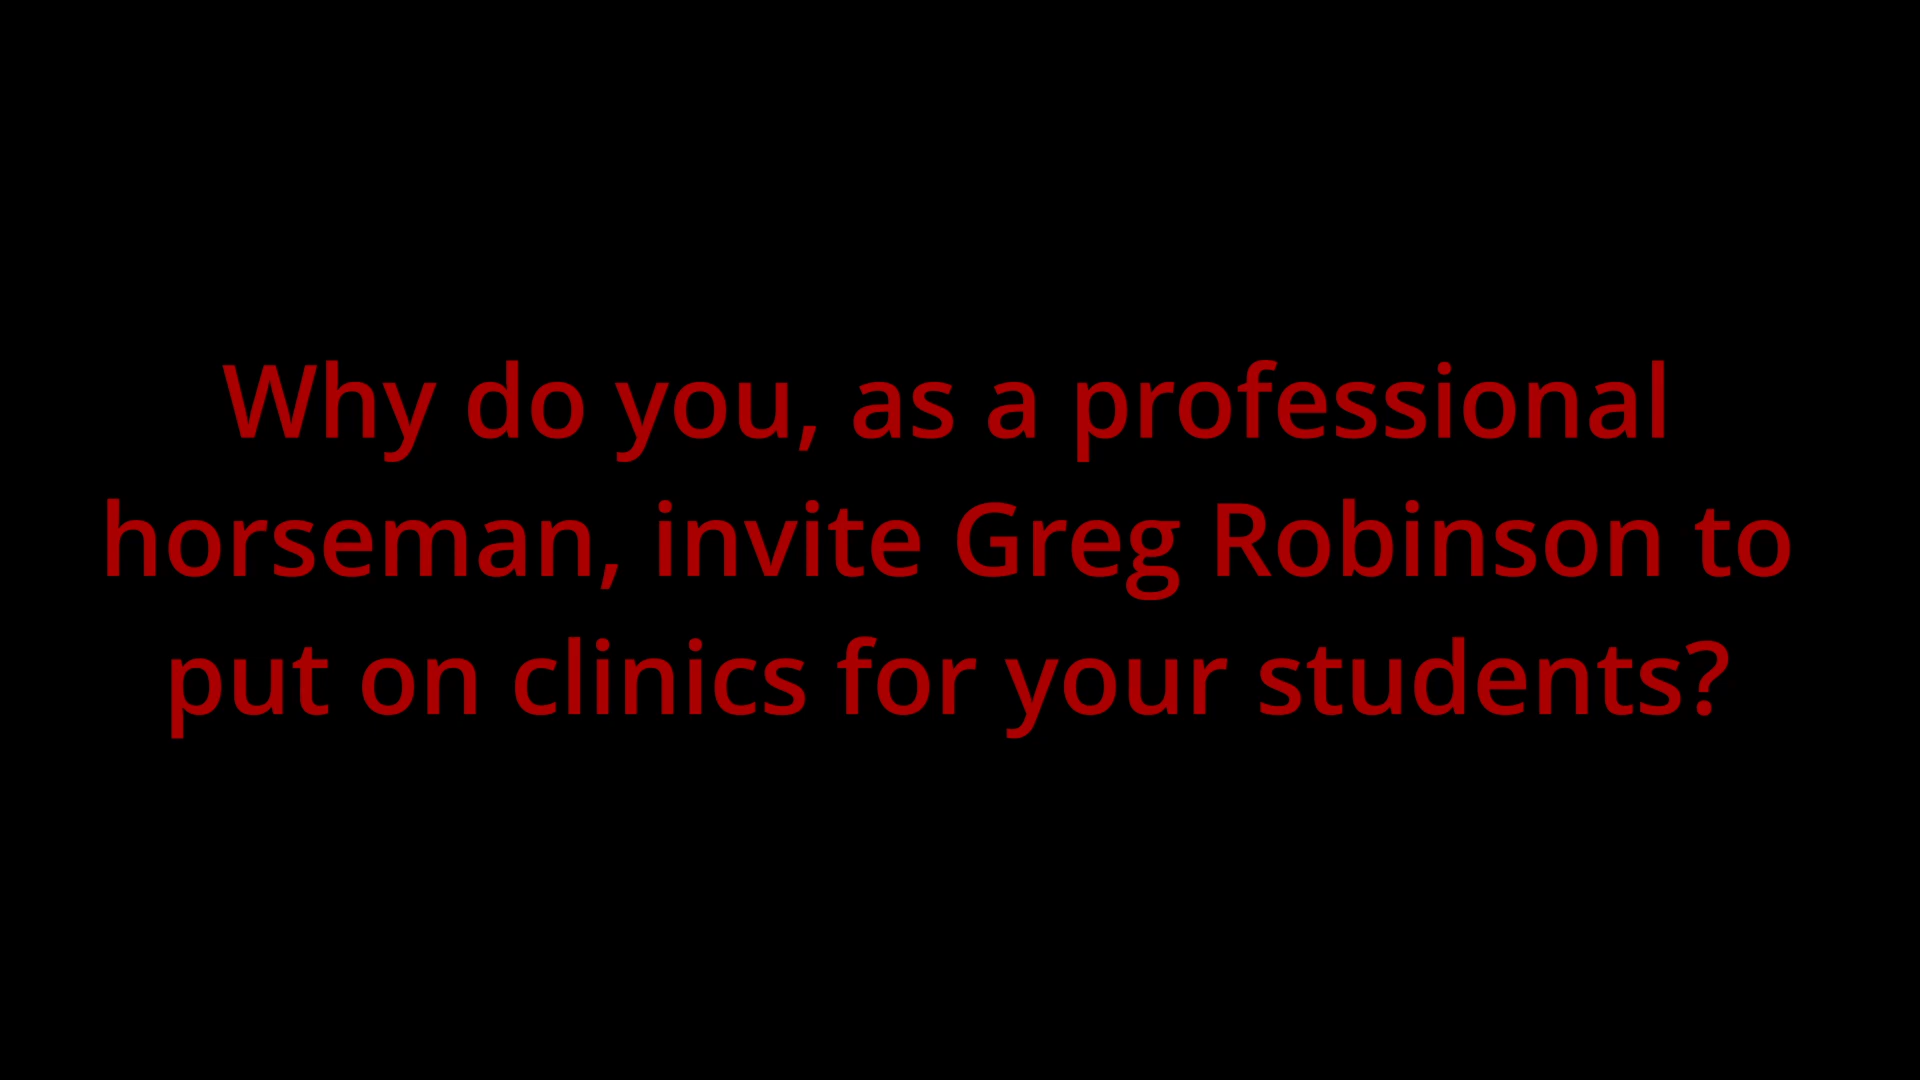 Why do you, as a professional
horseman, invite Greg Robinson to
put on clinics for your students?